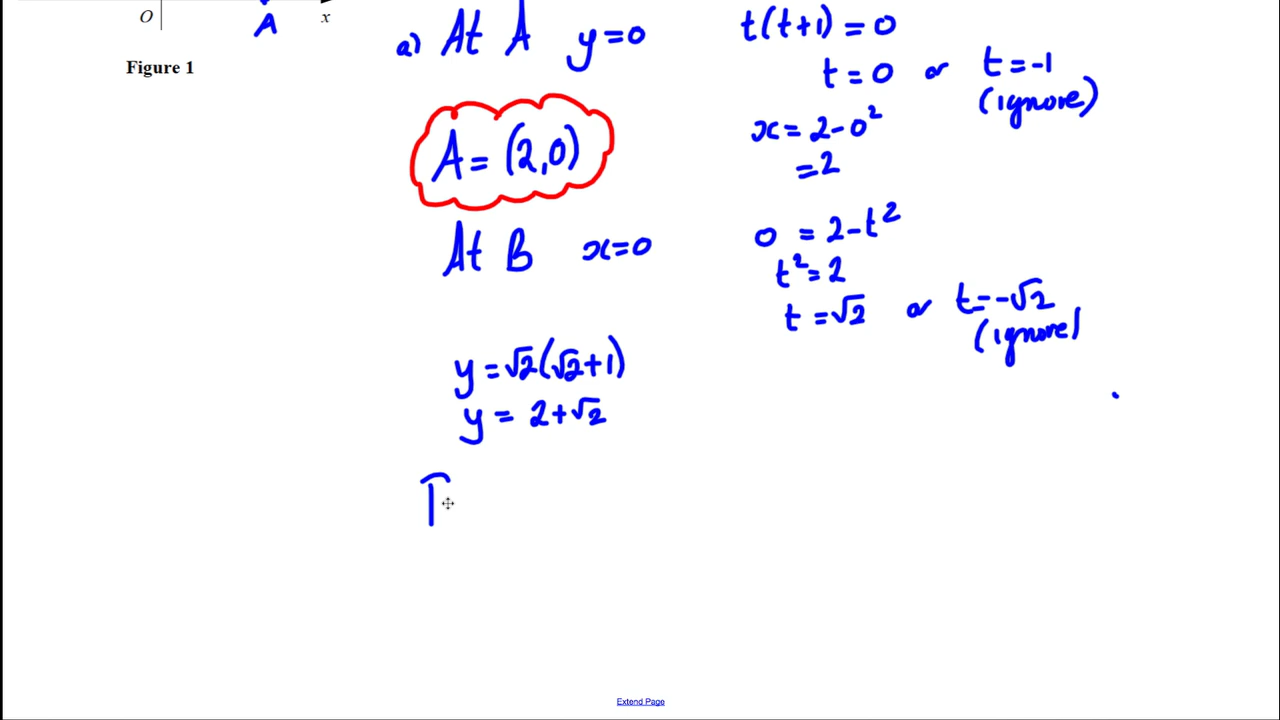 O
x
A
Figure 1
a) At A y=0
t(t+1) = 0
t = 0 or t = -1
(ignore)
A = (2,0)
x = 2-0²
= 2
At B x=0
0 = 2-t²
t² = 2
t = √2 or t = -√2
(ignore)
y = √2(√2+1)
y = 2+√2
Extend Page